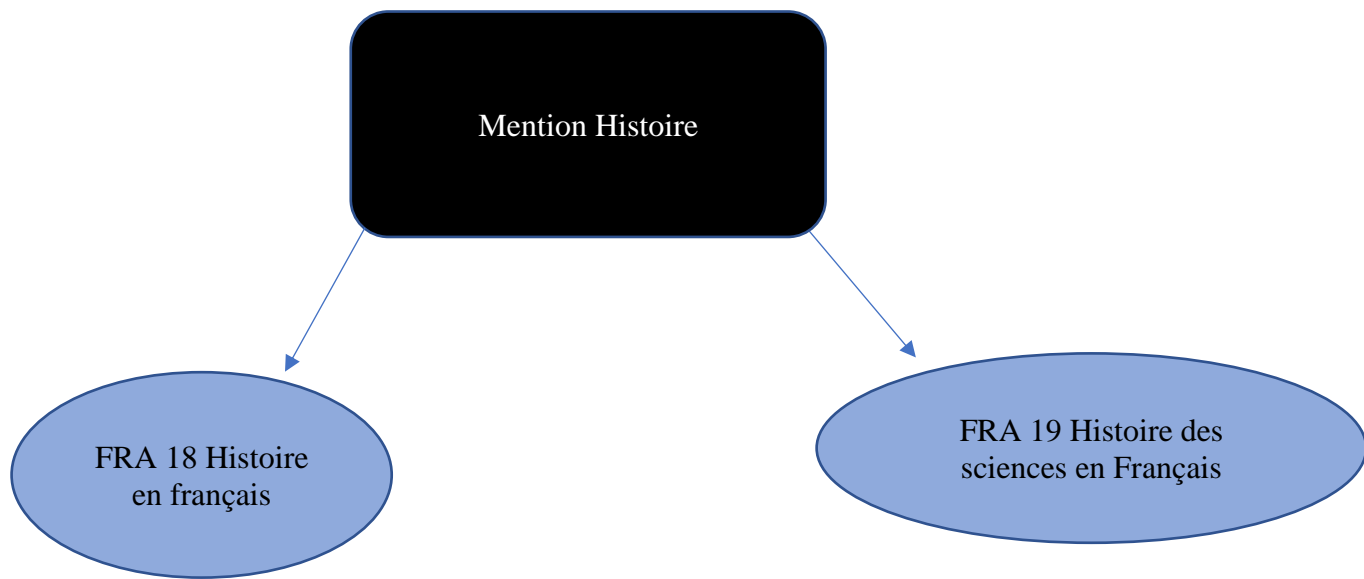 Mention Histoire
FRA 18 Histoire
en français
FRA 19 Histoire des
sciences en Français